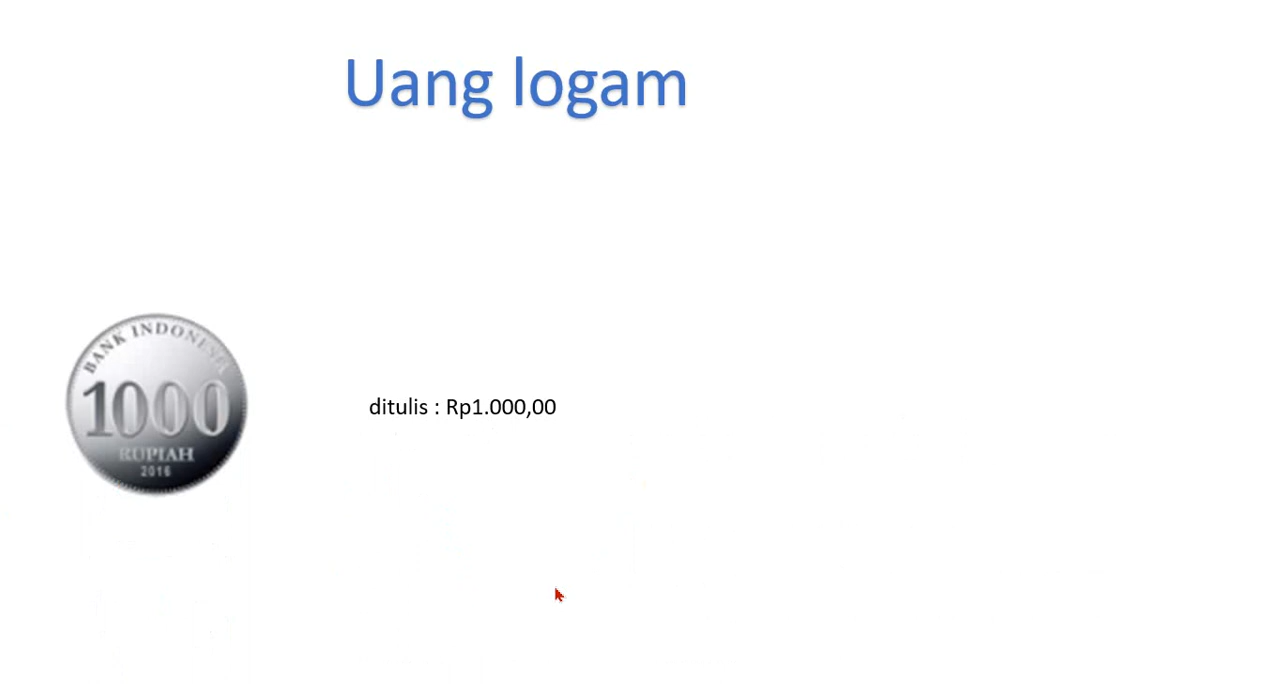 Uang logam
BANK INDONESIA
1000
RUPIAH
2016
ditulis : Rp1.000,00